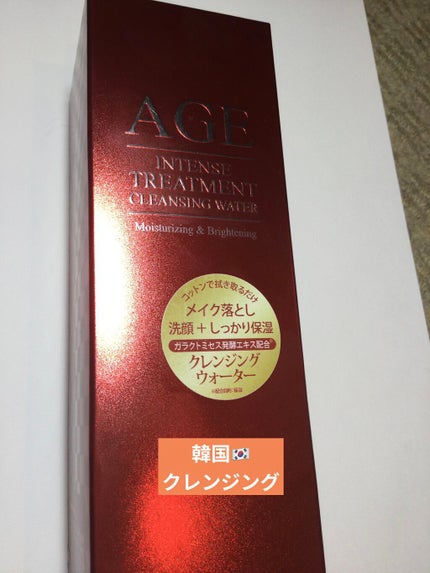 AGE
INTENSE
TREATMENT
CLEANSING WATER
Moisturizing & Brightening
コットンで拭き取るだけ
メイク落とし
洗顔+しっかり保湿
ガラクトミセス発酵エキス配合*
クレンジング
ウォーター
韓国🇰🇷
クレンジング